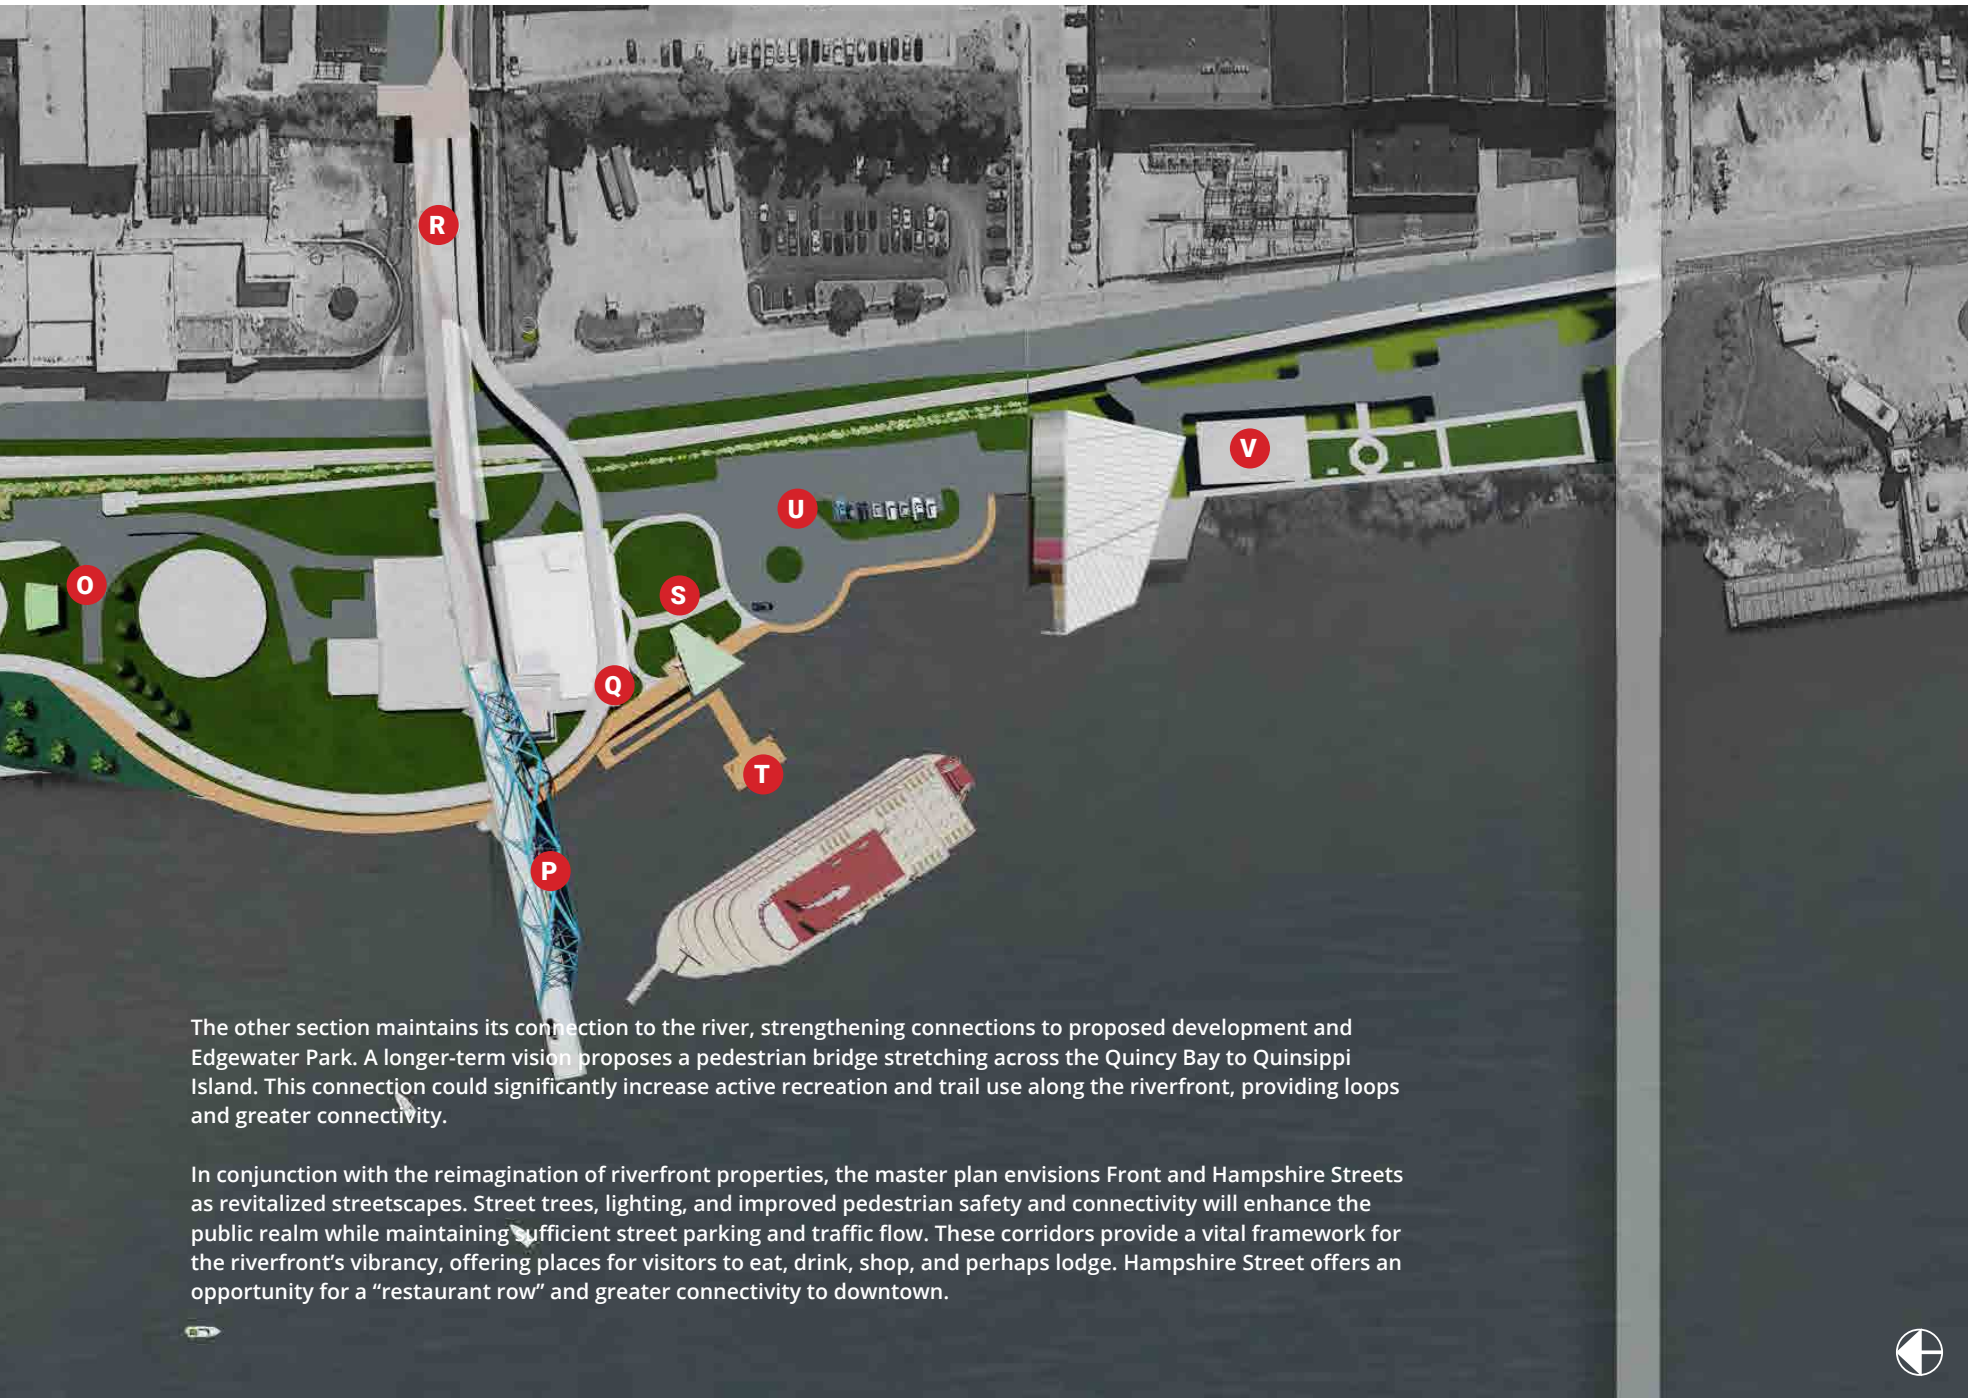 R
V
U
O
S
Q
T
P
The other section maintains its connection to the river, strengthening connections to proposed development and
Edgewater Park. A longer-term vision proposes a pedestrian bridge stretching across the Quincy Bay to Quinsippi
Island. This connection could significantly increase active recreation and trail use along the riverfront, providing loops
and greater connectivity.
In conjunction with the reimagination of riverfront properties, the master plan envisions Front and Hampshire Streets
as revitalized streetscapes. Street trees, lighting, and improved pedestrian safety and connectivity will enhance the
public realm while maintaining sufficient street parking and traffic flow. These corridors provide a vital framework for
the riverfront’s vibrancy, offering places for visitors to eat, drink, shop, and perhaps lodge. Hampshire Street offers an
opportunity for a “restaurant row” and greater connectivity to downtown.